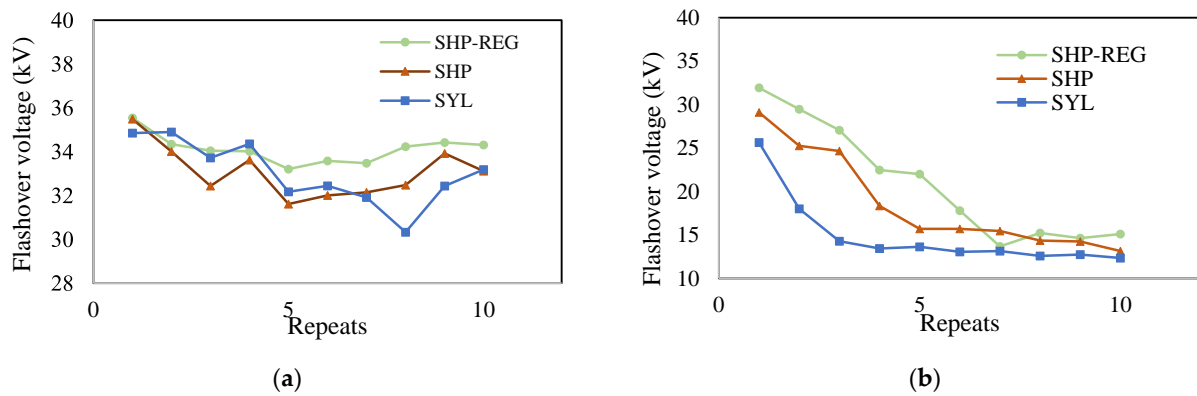 40
38
36
34
32
30
28
0
5
10
Flashover voltage (kV)
Repeats
SHP-REG
SHP
SYL
(a)
40
35
30
25
20
15
10
0
5
10
Flashover voltage (kV)
Repeats
SHP-REG
SHP
SYL
(b)